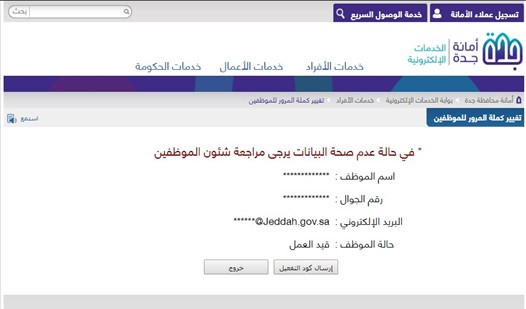 تسجيل عملاء الأمانة
خدمة الوصول السريع
بحث
أمانة جدة
الخدمات الإلكترونية
خدمات الأفراد
خدمات الأعمال
خدمات الحكومة
أمانة محافظة جدة
بوابة الخدمات الإلكترونية
خدمات الأفراد
تغيير كلمة المرور للموظفين
تغيير كملة المرور للموظفين
استمع
* في حالة عدم صحة البيانات يرجى مراجعة شئون الموظفين
اسم الموظف : *************
رقم الجوال : *************
البريد الإلكتروني : ******@Jeddah.gov.sa
حالة الموظف : قيد العمل
إرسال كود التفعيل
خروج